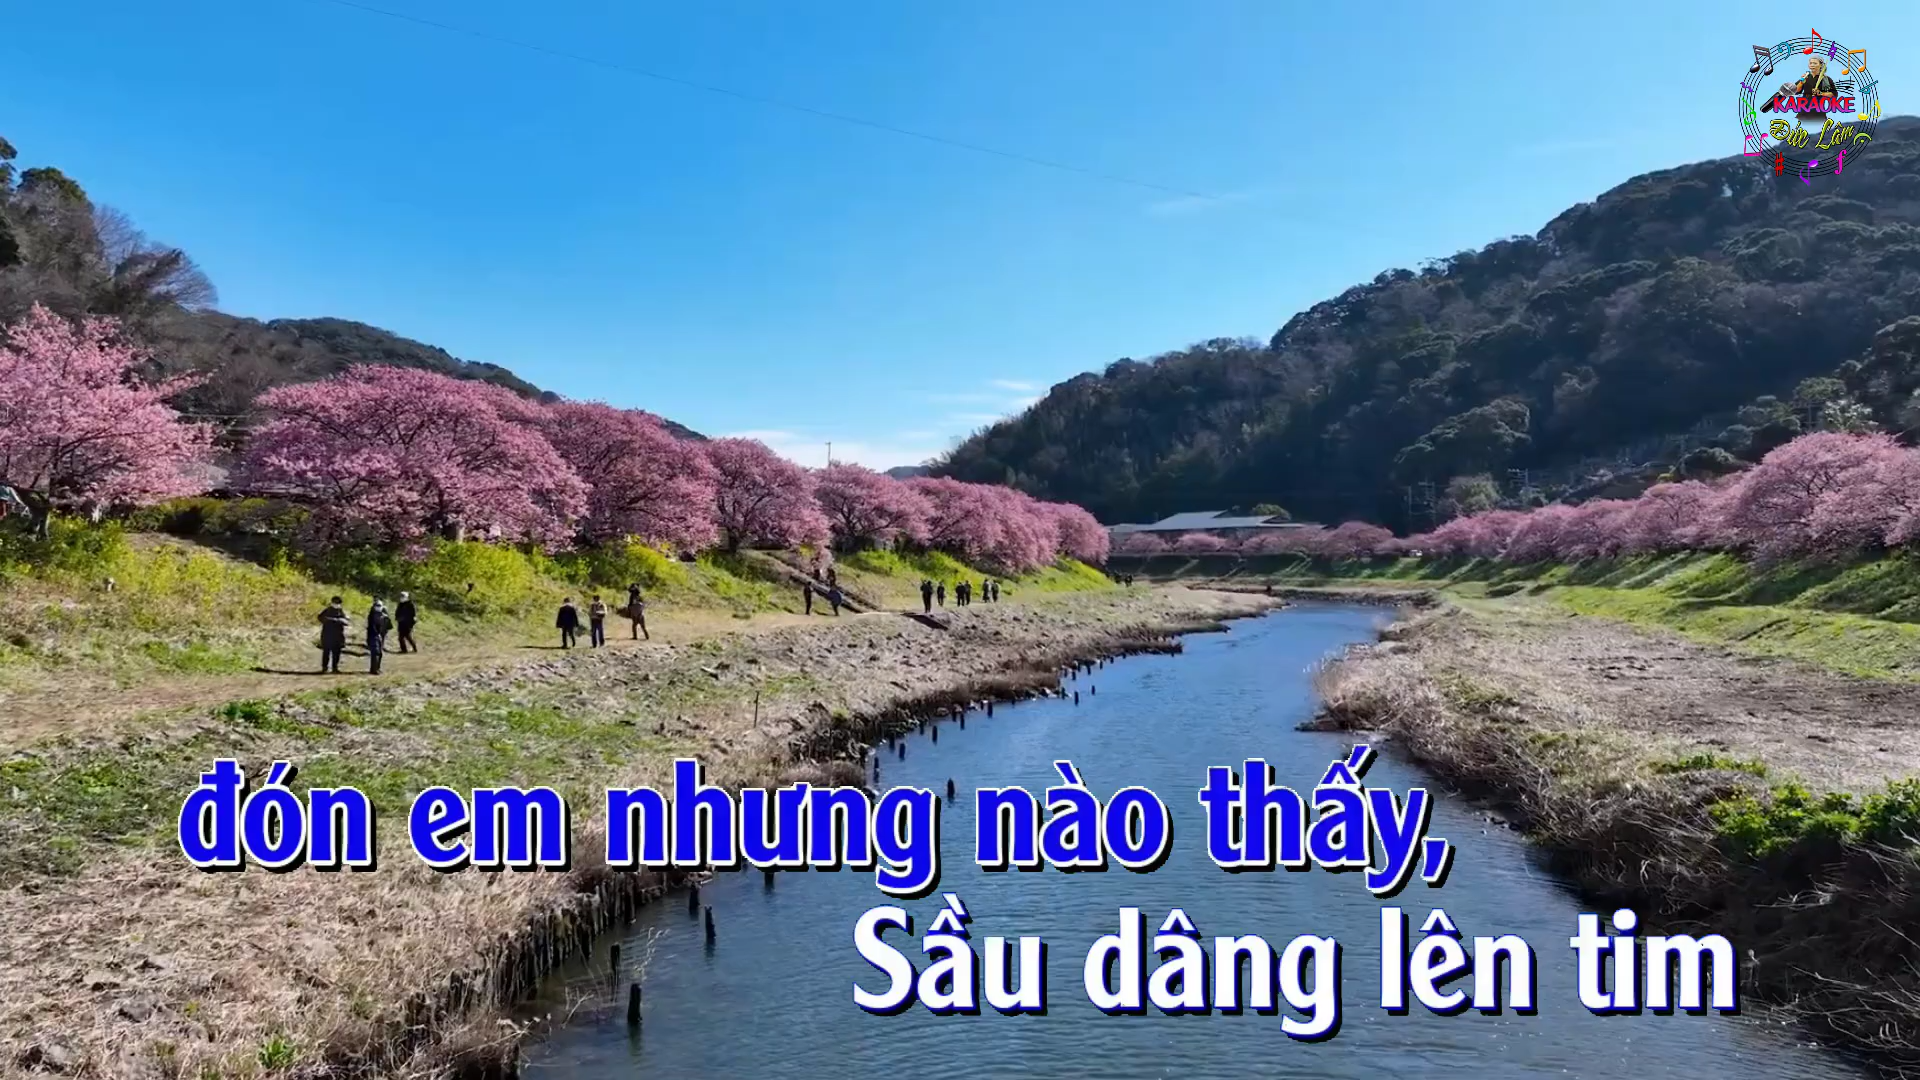 KARAOKE
Đức Lâm
đón em nhưng nào thấy,
Sầu dâng lên tim